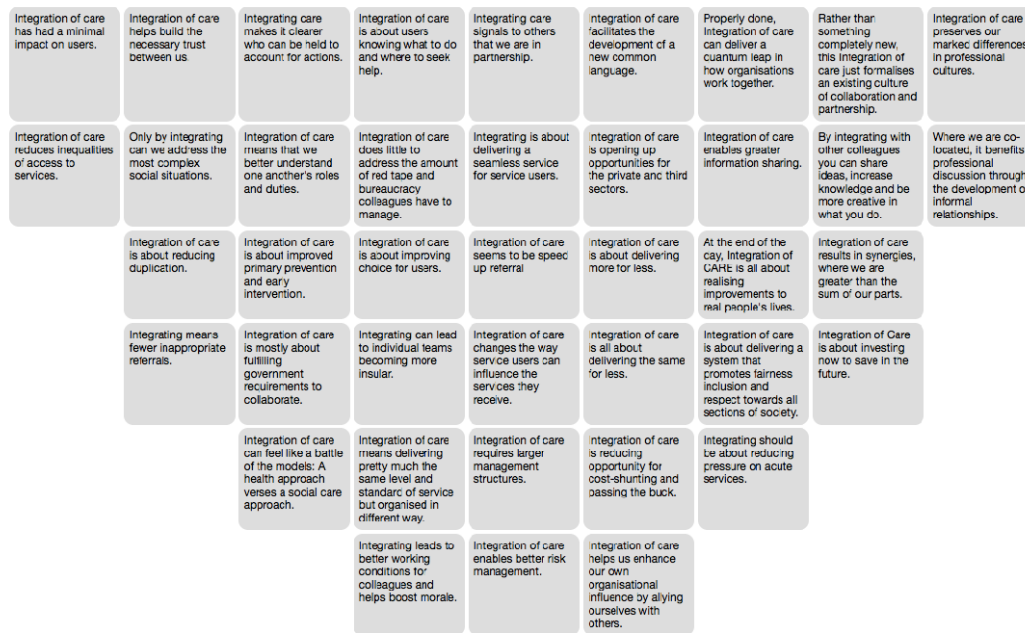 Integration of care
has had a minimal
impact on users.
Integration of care
helps build the
necessary trust
between us
Integrating care
makes it clearer
who can be held to
account for actions.
Integration of care
is about users
knowing what to do
and where to seek
help.
Integrating care
signals to others
that we are in
partnership.
Integration of care
facilitates the
development of a
new common
language.
Properly done,
Integration of care
can deliver a
quantum leap in
how organisations
work together.
Rather than
something
completely new,
this Integration of
care just formalises
an existing culture
of collaboration and
partnership.
Integration of care
preserves our
marked differences
in professional
cultures.
Integration of care
reduces inequalities
of access to
services.
Only by integrating
can we address the
most complex
social situations.
Integration of care
means that we
better understand
one another's roles
and duties.
Integration of care
does little to
address the amount
of red tape and
bureaucracy
colleagues have to
manage.
Integrating is about
delivering a
seamless service
for service users.
Integration of care
is opening up
opportunities for
the private and third
sectors.
Integration of care
enables greater
information sharing.
By integrating with
other colleagues
you can share
ideas, increase
knowledge and be
more creative in
what you do.
Where we are co-
located, it benefits
professional
discussion through
the development of
informal
relationships.
Integration of care
is about reducing
duplication.
Integration of care
is about improved
primary prevention
and early
intervention.
Integration of care
is about improving
choice for users.
Integration of care
seems to be speed
up referral
Integration of care
is about delivering
more for less.
At the end of the
cay, Integration of
CARE is all about
realising
improvements to
real people's lives.
Integration of care
results in synergies,
where we are
greater than the
sum of our parts.
Integrating means
fewer inappropriate
referrals.
Integration of care
is mostly about
fulfilling
government
requirements to
collaborate.
Integrating can lead
to individual teams
becoming more
insular.
Integration of care
changes the way
service users can
influence the
services they
receive.
Integration of care
is all about
delivering the same
for less.
Integration of care
is about delivering a
system that
promotes fairness
inclusion and
respect towards all
sections of society.
Integration of Care
is about investing
now to save in the
future.
Integration of care
can feel like a battle
of the models: A
health approach
verses a social care
approach.
Integration of care
means delivering
pretty much the
same level and
standard of service
but organised in
different way.
Integration of care
requires larger
management
structures.
Integration of care
is reducing
opportunity for
cost-shunting and
passing the buck.
Integrating should
be about reducing
pressure on acute
services.
Integrating leads to
better working
conditions for
colleagues and
helps boost morale.
Integration of care
enables better risk
management.
Integration of care
helps us enhance
our own
organisational
influence by allying
ourselves with
others.